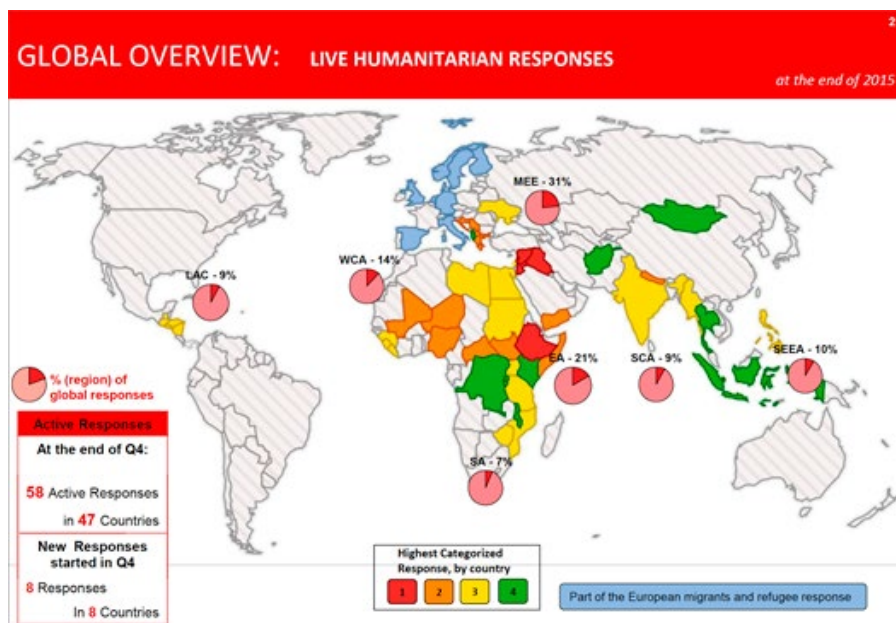 2
GLOBAL OVERVIEW: LIVE HUMANITARIAN RESPONSES
at the end of 2015
MEE - 31%
WCA - 14%
LAC - 9%
EA - 21%
SCA - 9%
SEEA - 10%
SA - 7%
% (region) of
global responses
Active Responses
At the end of Q4:
58 Active Responses
in 47 Countries
New Responses
started in Q4
8 Responses
In 8 Countries
Highest Categorized
Response, by country
1 2 3 4
Part of the European migrants and refugee response